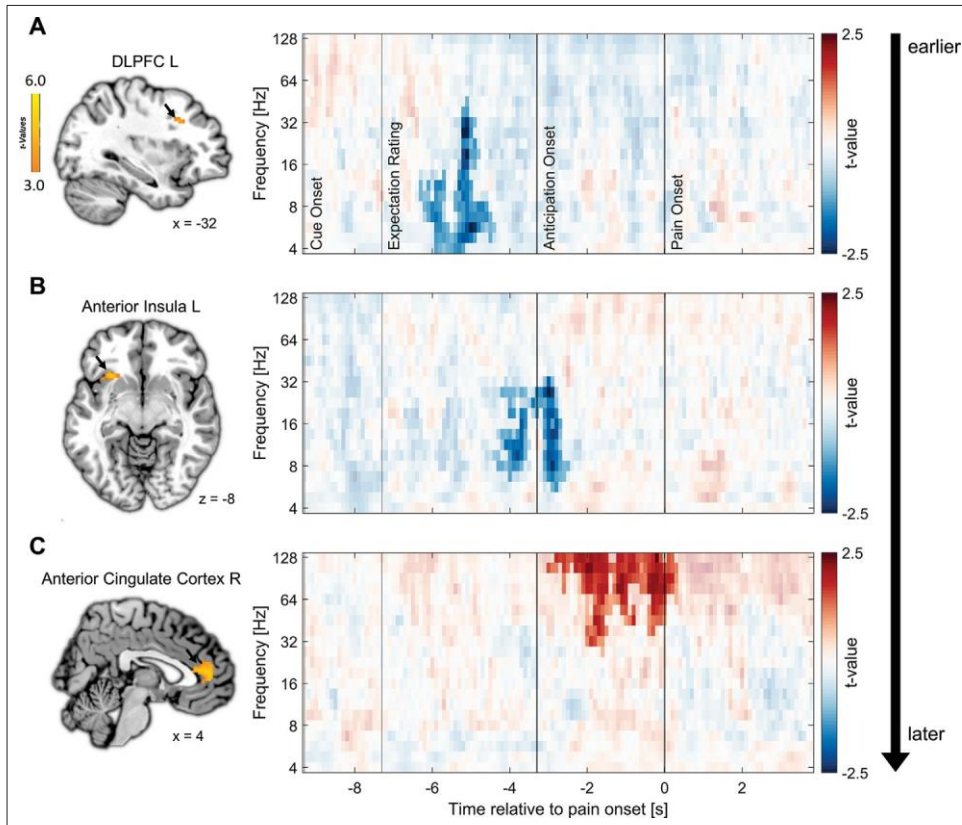 A
DLPFC L
6.0
t-Values
3.0
x = -32
Frequency [Hz]
128
64
32
16
8
4
Cue Onset
Expectation Rating
Anticipation Onset
Pain Onset
2.5
t-value
-2.5
earlier
B
Anterior Insula L
z = -8
Frequency [Hz]
128
64
32
16
8
4
2.5
t-value
-2.5
C
Anterior Cingulate Cortex R
x = 4
Frequency [Hz]
128
64
32
16
8
4
-8 -6 -4 -2 0 2
Time relative to pain onset [s]
2.5
t-value
-2.5
later